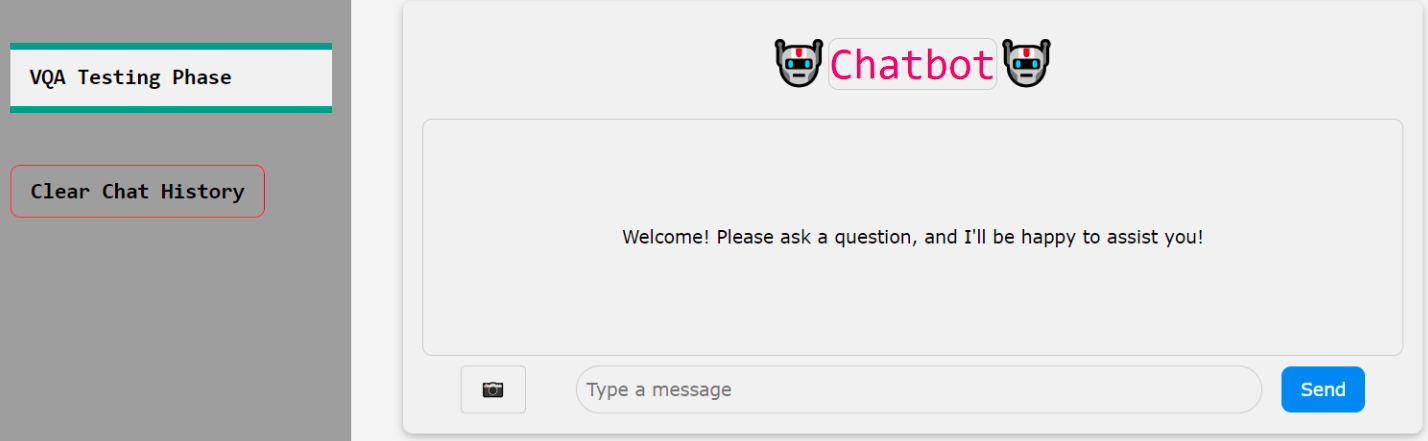 VQA Testing Phase
Clear Chat History
Chatbot
Welcome! Please ask a question, and I'll be happy to assist you!
Type a message
Send